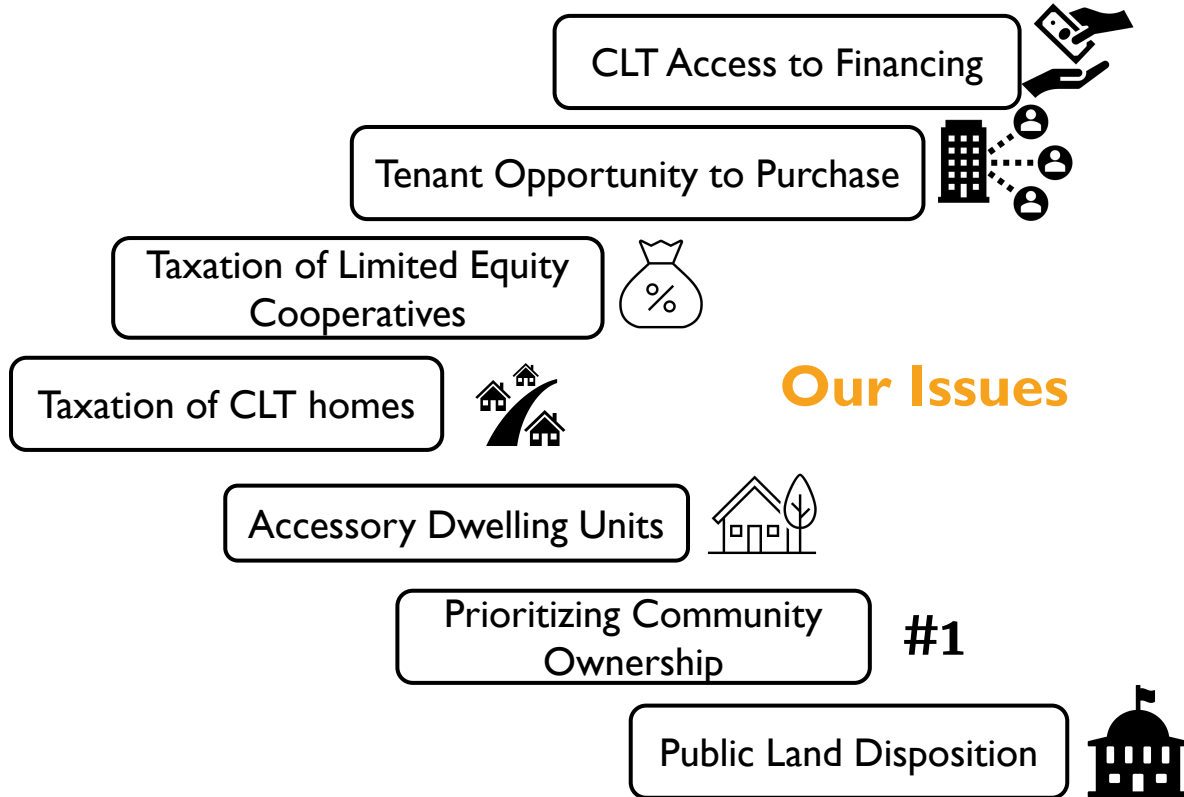 CLT Access to Financing
Tenant Opportunity to Purchase
Taxation of Limited Equity
Cooperatives
%
Taxation of CLT homes
Our Issues
Accessory Dwelling Units
Prioritizing Community
Ownership
#1
Public Land Disposition